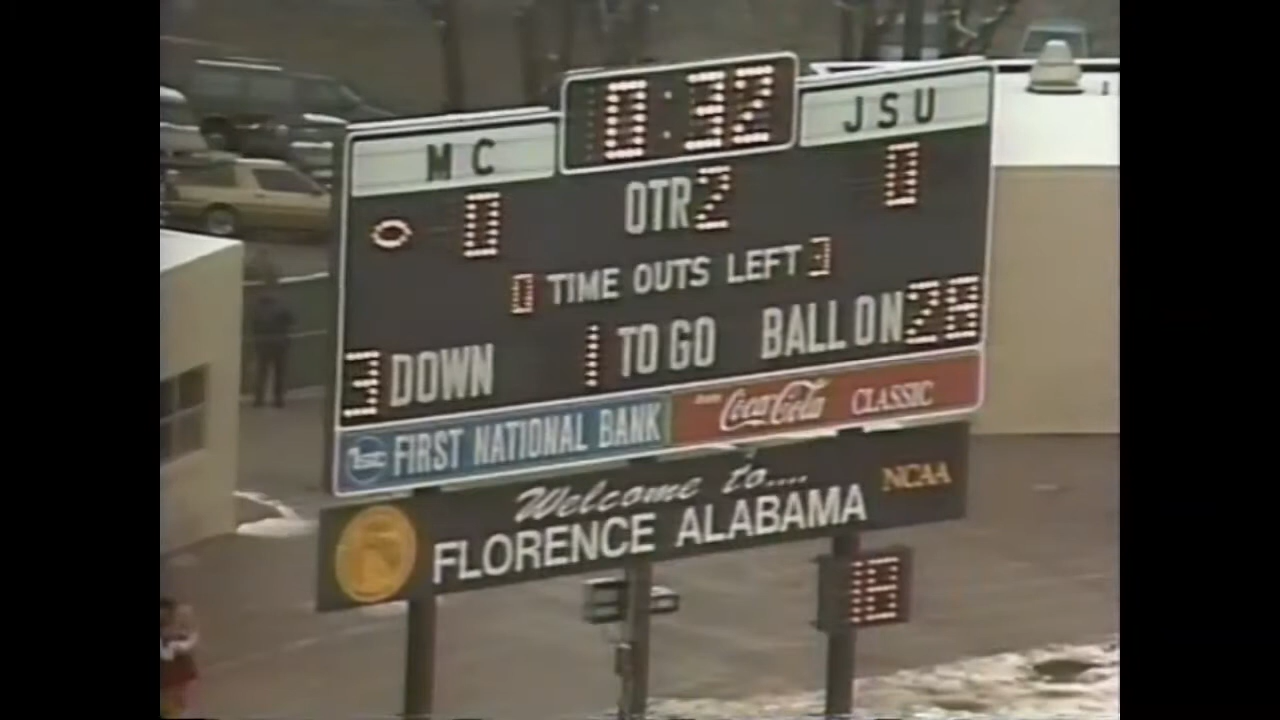 0:32
MC JSU
0 QTR 2 0
0 TIME OUTS LEFT 3
3 DOWN 1 TO GO BALL ON 28
FIRST NATIONAL BANK Coca-Cola CLASSIC
Welcome to....
FLORENCE ALABAMA NCAA
18